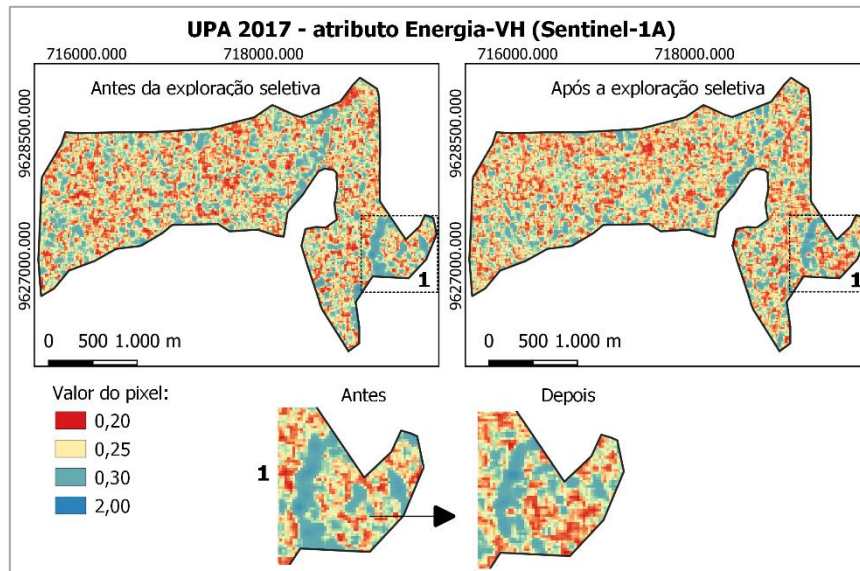 UPA 2017 - atributo Energia-VH (Sentinel-1A)
716000.000 718000.000 716000.000 718000.000
Antes da exploração seletiva
Após a exploração seletiva
9628500.000
9627000.000
9628500.000
9627000.000
1
1
0 500 1.000 m
0 500 1.000 m
Valor do pixel:
0,20
0,25
0,30
2,00
Antes
Depois
1